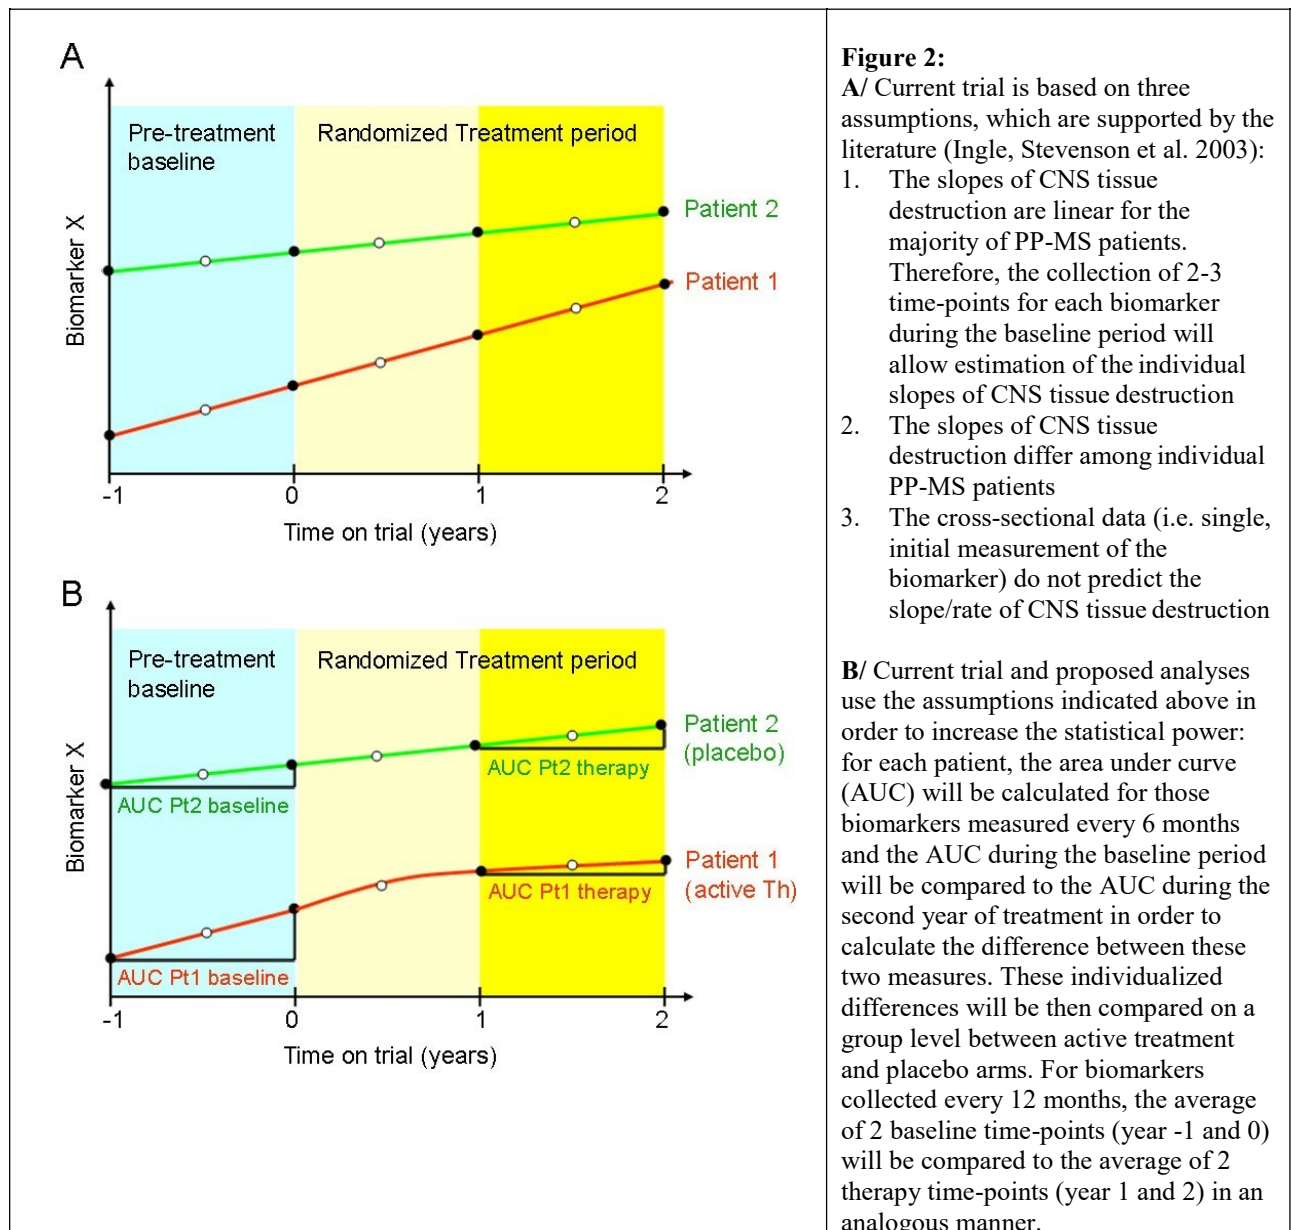 A
Pre-treatment
baseline
Randomized Treatment period
Biomarker X
Patient 2
Patient 1
-1
0
1
2
Time on trial (years)
B
Pre-treatment
baseline
Randomized Treatment period
Biomarker X
Patient 2
(placebo)
AUC Pt2 baseline
AUC Pt2 therapy
Patient 1
(active Th)
AUC Pt1 therapy
AUC Pt1 baseline
-1
0
1
2
Time on trial (years)
Figure 2:
A/ Current trial is based on three
assumptions, which are supported by the
literature (Ingle, Stevenson et al. 2003):
1. The slopes of CNS tissue
destruction are linear for the
majority of PP-MS patients.
Therefore, the collection of 2-3
time-points for each biomarker
during the baseline period will
allow estimation of the individual
slopes of CNS tissue destruction
2. The slopes of CNS tissue
destruction differ among individual
PP-MS patients
3. The cross-sectional data (i.e. single,
initial measurement of the
biomarker) do not predict the
slope/rate of CNS tissue destruction
B/ Current trial and proposed analyses
use the assumptions indicated above in
order to increase the statistical power:
for each patient, the area under curve
(AUC) will be calculated for those
biomarkers measured every 6 months
and the AUC during the baseline period
will be compared to the AUC during the
second year of treatment in order to
calculate the difference between these
two measures. These individualized
differences will be then compared on a
group level between active treatment
and placebo arms. For biomarkers
collected every 12 months, the average
of 2 baseline time-points (year -1 and 0)
will be compared to the average of 2
therapy time-points (year 1 and 2) in an
analogous manner.